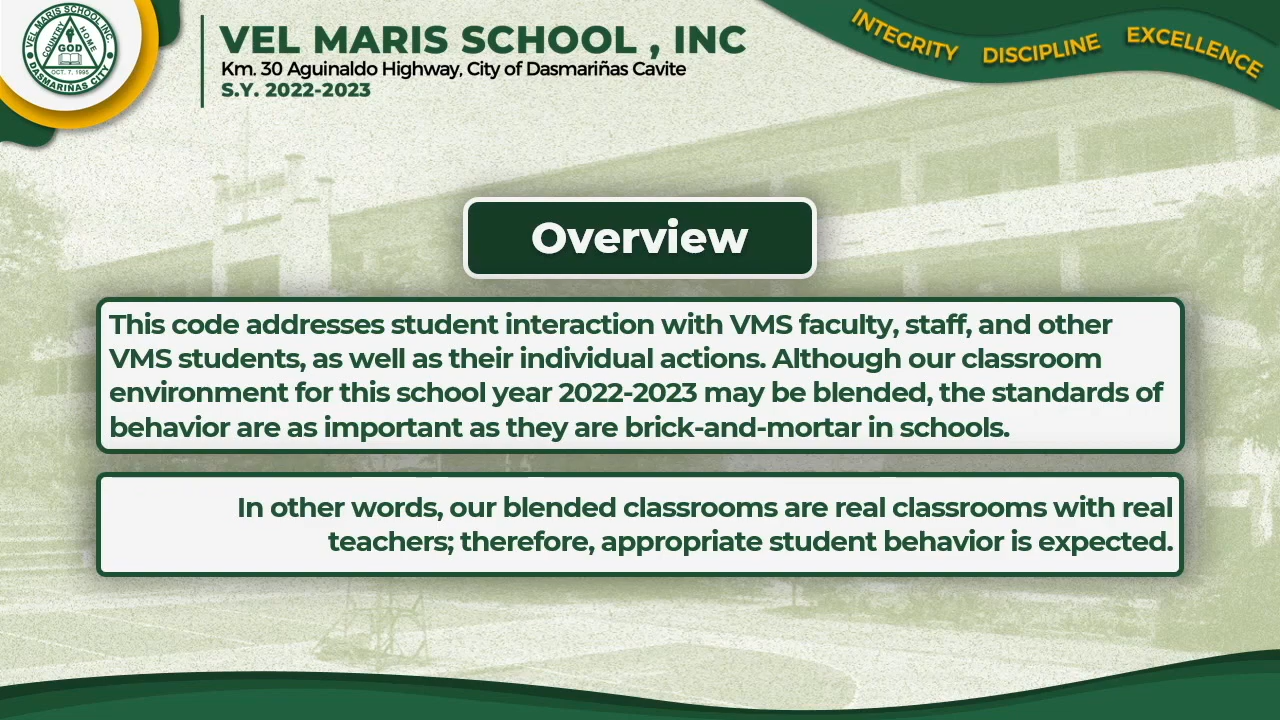 VEL MARIS SCHOOL INC.
COUNTRY
HOME
GOD
OCT. 7, 1995
DASMARINAS CITY
VEL MARIS SCHOOL , INC
Km. 30 Aguinaldo Highway, City of Dasmariñas Cavite
S.Y. 2022-2023
INTEGRITY DISCIPLINE EXCELLENCE
Overview
This code addresses student interaction with VMS faculty, staff, and other
VMS students, as well as their individual actions. Although our classroom
environment for this school year 2022-2023 may be blended, the standards of
behavior are as important as they are brick-and-mortar in schools.
In other words, our blended classrooms are real classrooms with real
teachers; therefore, appropriate student behavior is expected.